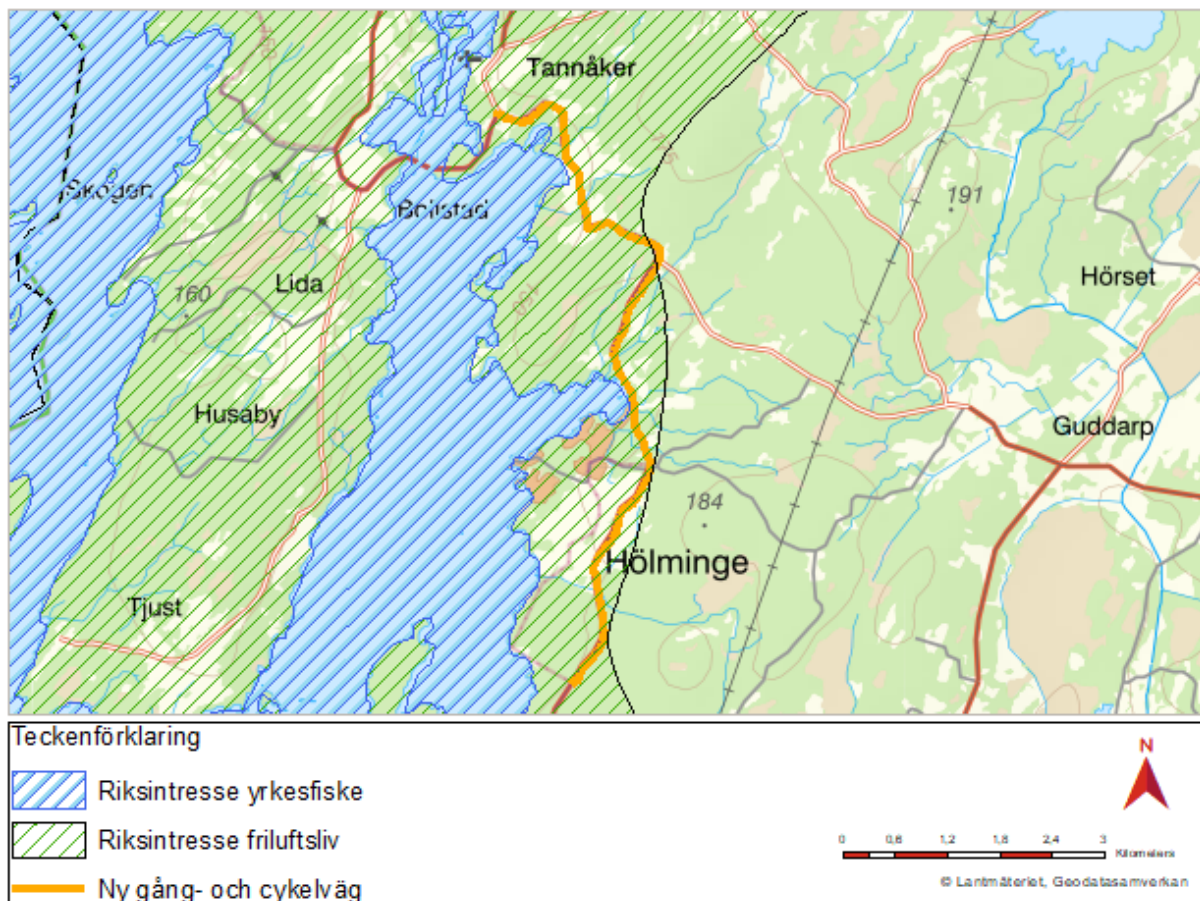 Tannåker
Skogen
Bolmstad
191
Hörset
Lida
160
Husaby
Guddarp
184
Hölminge
Tjust
Teckenförklaring
Riksintresse yrkesfiske
Riksintresse friluftsliv
Ny gång- och cykelväg
N
0 0,6 1,2 1,8 2,4 3
Kilometers
© Lantmäteriet, Geodatasamverkan